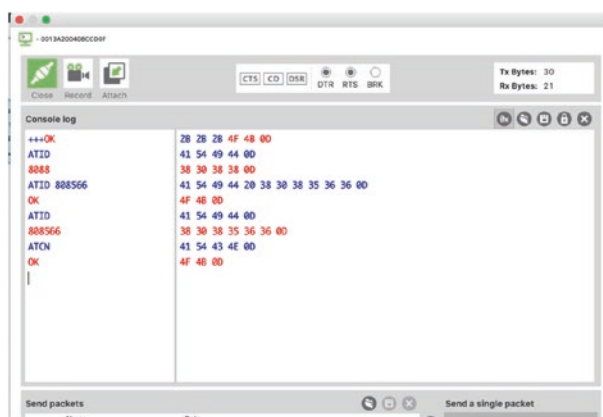 - 0013A20040BCCD0F
Close Record Attach
CTS CD DSR DTR RTS BRK
Tx Bytes: 30
Rx Bytes: 21
Console log
+++OK 2B 2B 2B 4F 4B 0D
ATID 41 54 49 44 0D
8088 38 30 38 38 0D
ATID 808566 41 54 49 44 20 38 30 38 35 36 36 0D
OK 4F 4B 0D
ATID 41 54 49 44 0D
808566 38 30 38 35 36 36 0D
ATCN 41 54 43 4E 0D
OK 4F 4B 0D
Send packets Send a single packet